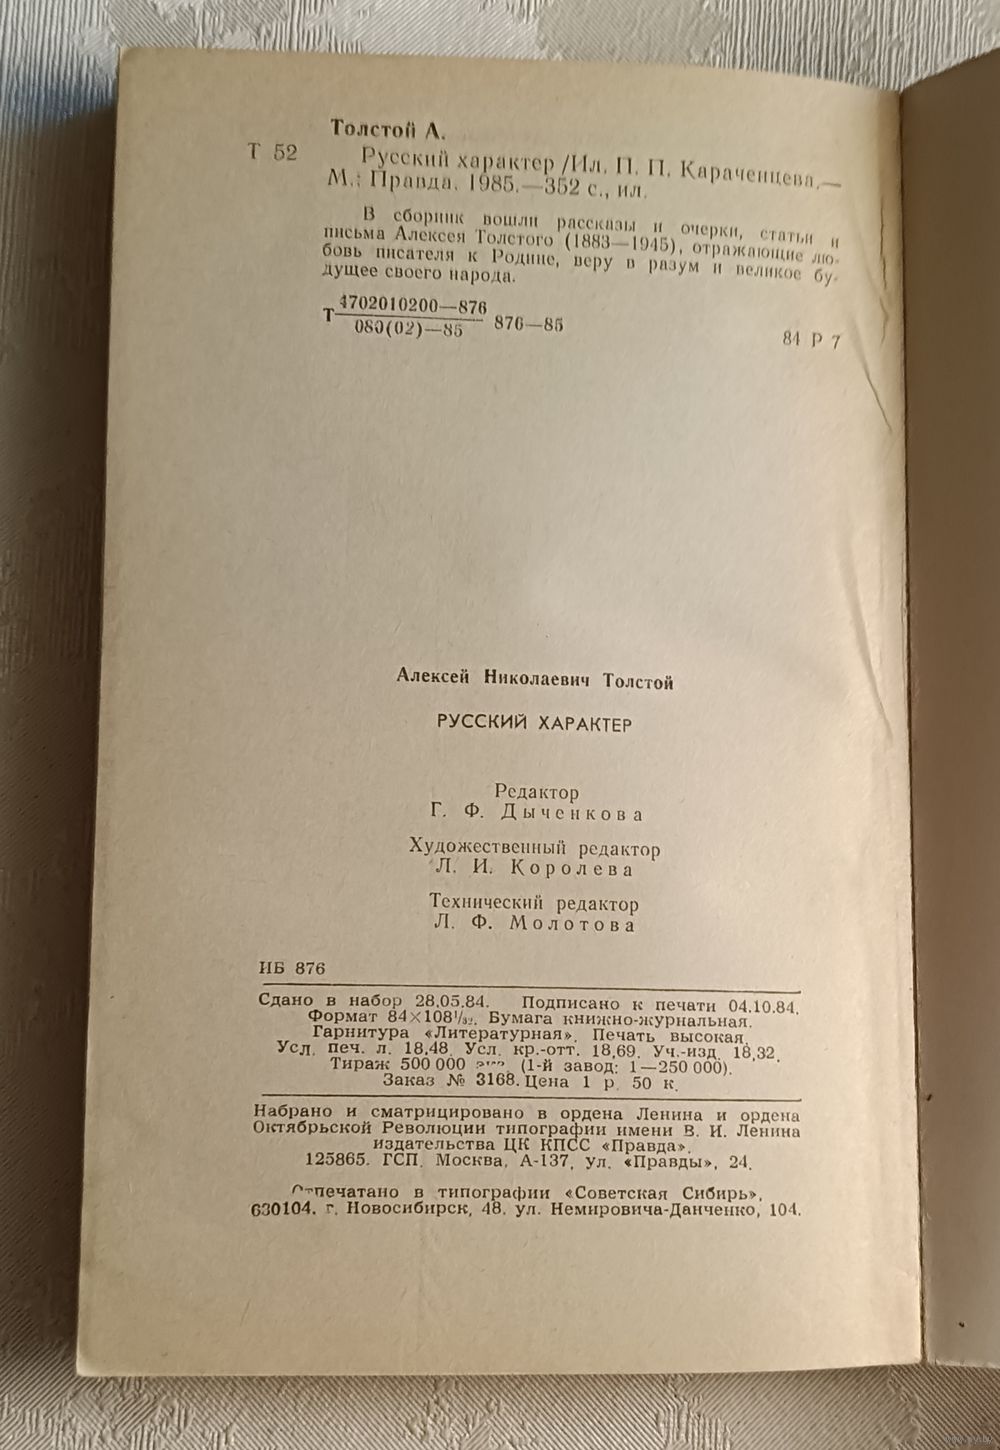 Толстой А.
Т 52
Русский характер /Ил. П. П. Караченцева.—
М.: Правда, 1985.—352 с., ил.
В сборник вошли рассказы и очерки, статьи и
письма Алексея Толстого (1883—1945), отражающие лю-
бовь писателя к Родине, веру в разум и великое бу-
дущее своего народа.
4702010200—876
Т 876—85
080(02)—85
84 Р 7
Алексей Николаевич Толстой
РУССКИЙ ХАРАКТЕР
Редактор
Г. Ф. Дыченкова
Художественный редактор
Л. И. Королева
Технический редактор
Л. Ф. Молотова
ИБ 876
Сдано в набор 28.05.84. Подписано к печати 04.10.84.
Формат 84×108¹/₃₂. Бумага книжно-журнальная.
Гарнитура «Литературная». Печать высокая.
Усл. печ. л. 18,48. Усл. кр.-отт. 18,69. Уч.-изд. 18,32.
Тираж 500 000 (1-й завод: 1—250 000).
Заказ № 3168. Цена 1 р. 50 к.
Набрано и сматрицировано в ордена Ленина и ордена
Октябрьской Революции типографии имени В. И. Ленина
издательства ЦК КПСС «Правда».
125865. ГСП, Москва, А-137, ул. «Правды», 24.
Отпечатано в типографии «Советская Сибирь»,
630104. г. Новосибирск, 48, ул. Немировича-Данченко, 104.